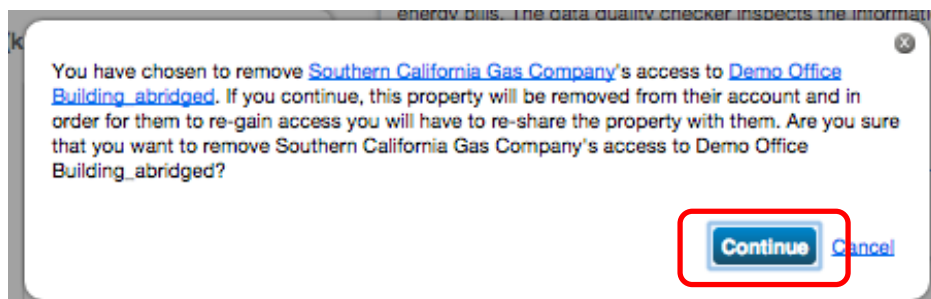 energy bills. The data quality checker inspects the informati
(k
You have chosen to remove Southern California Gas Company's access to Demo Office
Building_abridged. If you continue, this property will be removed from their account and in
order for them to re-gain access you will have to re-share the property with them. Are you sure
that you want to remove Southern California Gas Company's access to Demo Office
Building_abridged?
Continue Cancel